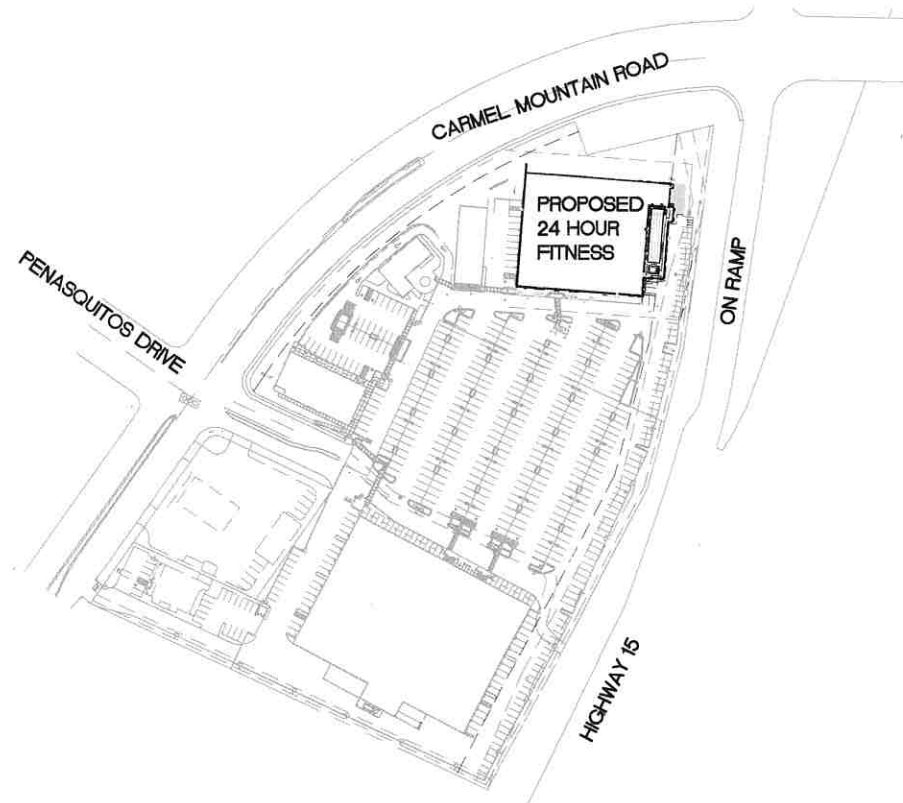 CARMEL MOUNTAIN ROAD
PROPOSED
24 HOUR
FITNESS
PENASQUITOS DRIVE
ON RAMP
HIGHWAY 15